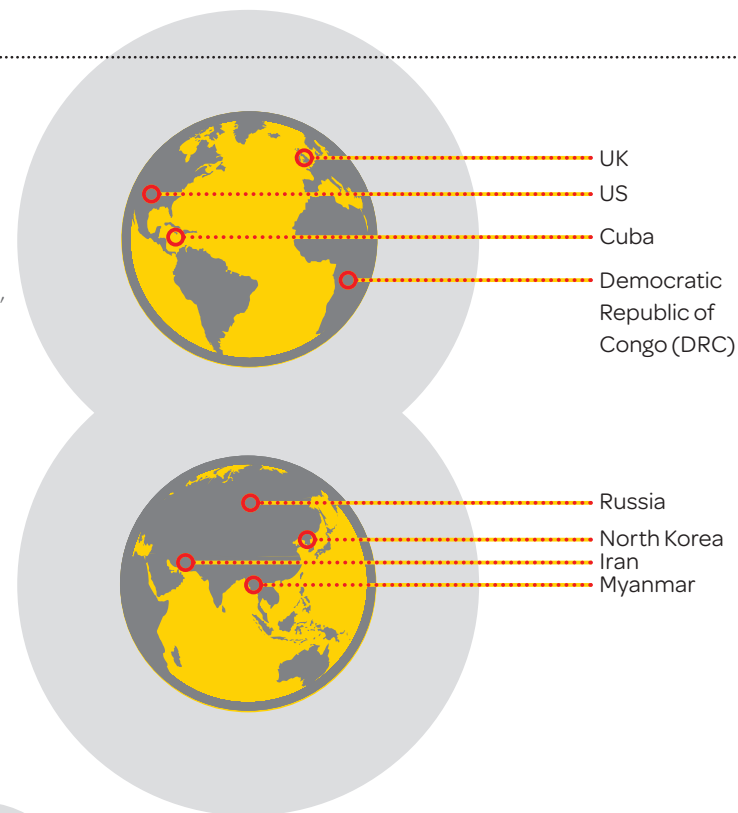 UK
US
Cuba
,
Democratic
Republic of
Congo (DRC)
Russia
North Korea
Iran
Myanmar